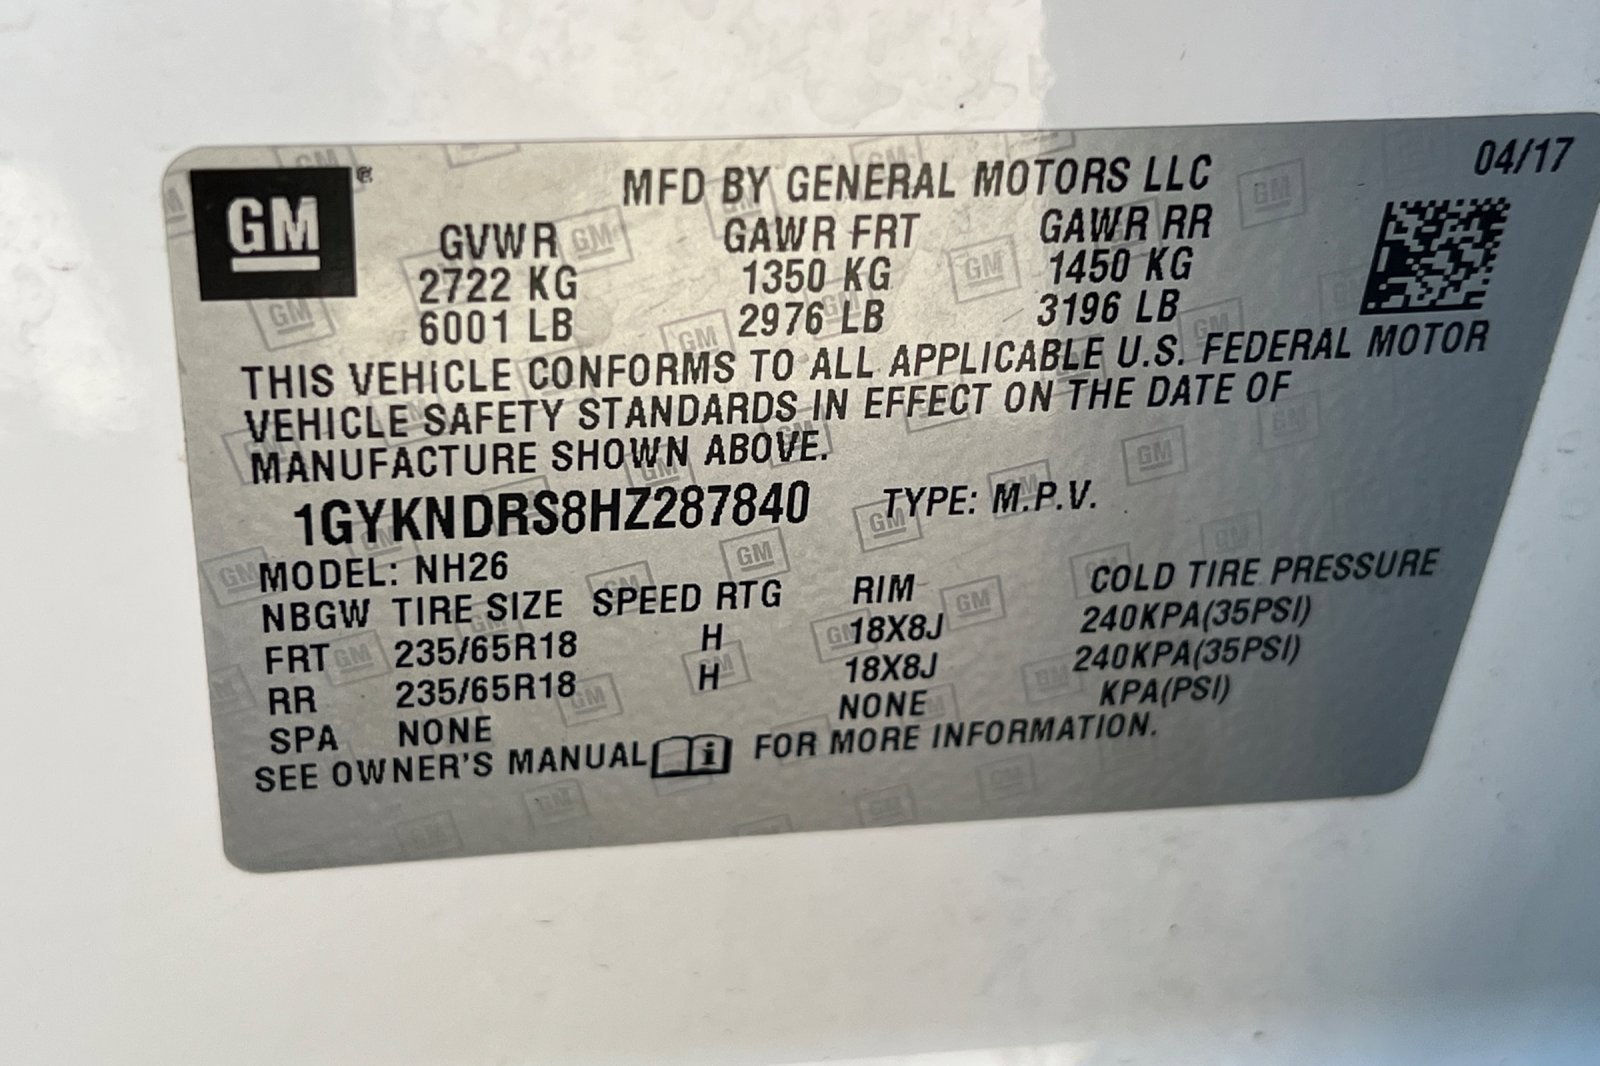 GM® MFD BY GENERAL MOTORS LLC 04/17
GVWR GAWR FRT GAWR RR
2722 KG 1350 KG 1450 KG
6001 LB 2976 LB 3196 LB
THIS VEHICLE CONFORMS TO ALL APPLICABLE U.S. FEDERAL MOTOR
VEHICLE SAFETY STANDARDS IN EFFECT ON THE DATE OF
MANUFACTURE SHOWN ABOVE.
1GYKNDRS8HZ287840 TYPE: M.P.V.
MODEL: NH26
NBGW TIRE SIZE SPEED RTG RIM COLD TIRE PRESSURE
FRT 235/65R18 H 18X8J 240KPA(35PSI)
RR 235/65R18 H 18X8J 240KPA(35PSI)
SPA NONE NONE KPA(PSI)
SEE OWNER'S MANUAL i FOR MORE INFORMATION.